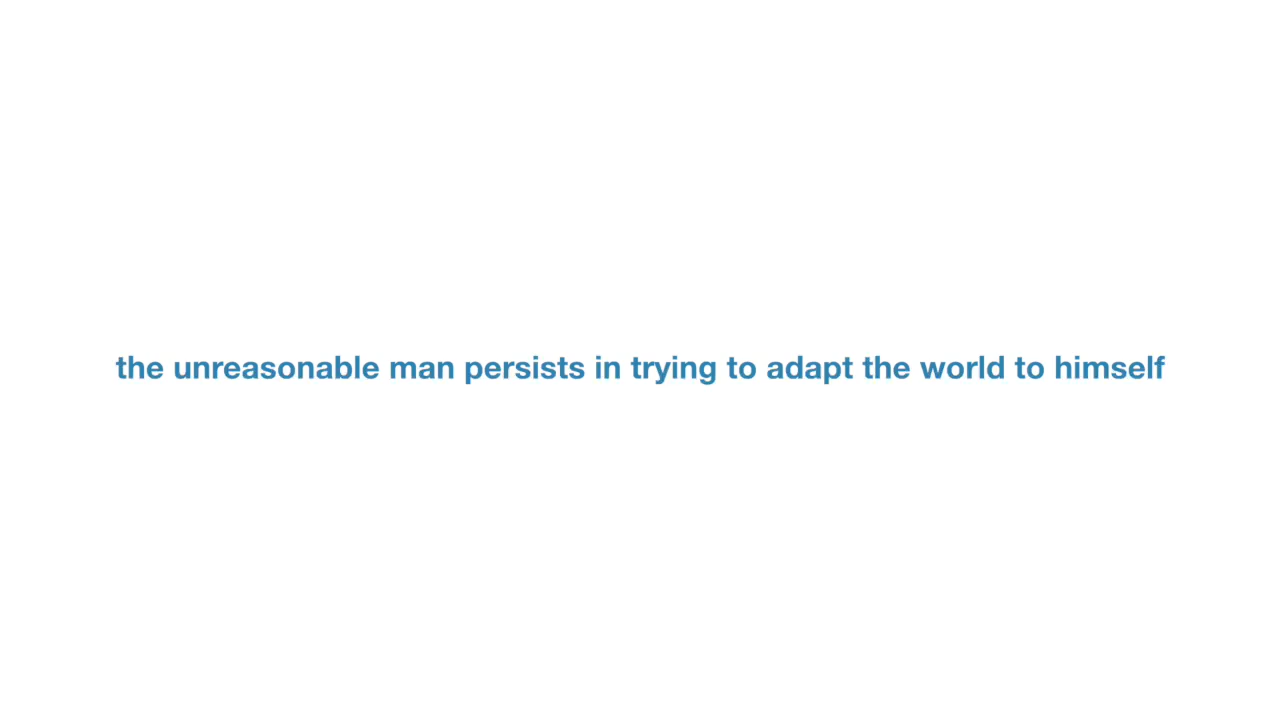 the unreasonable man persists in trying to adapt the world to himself